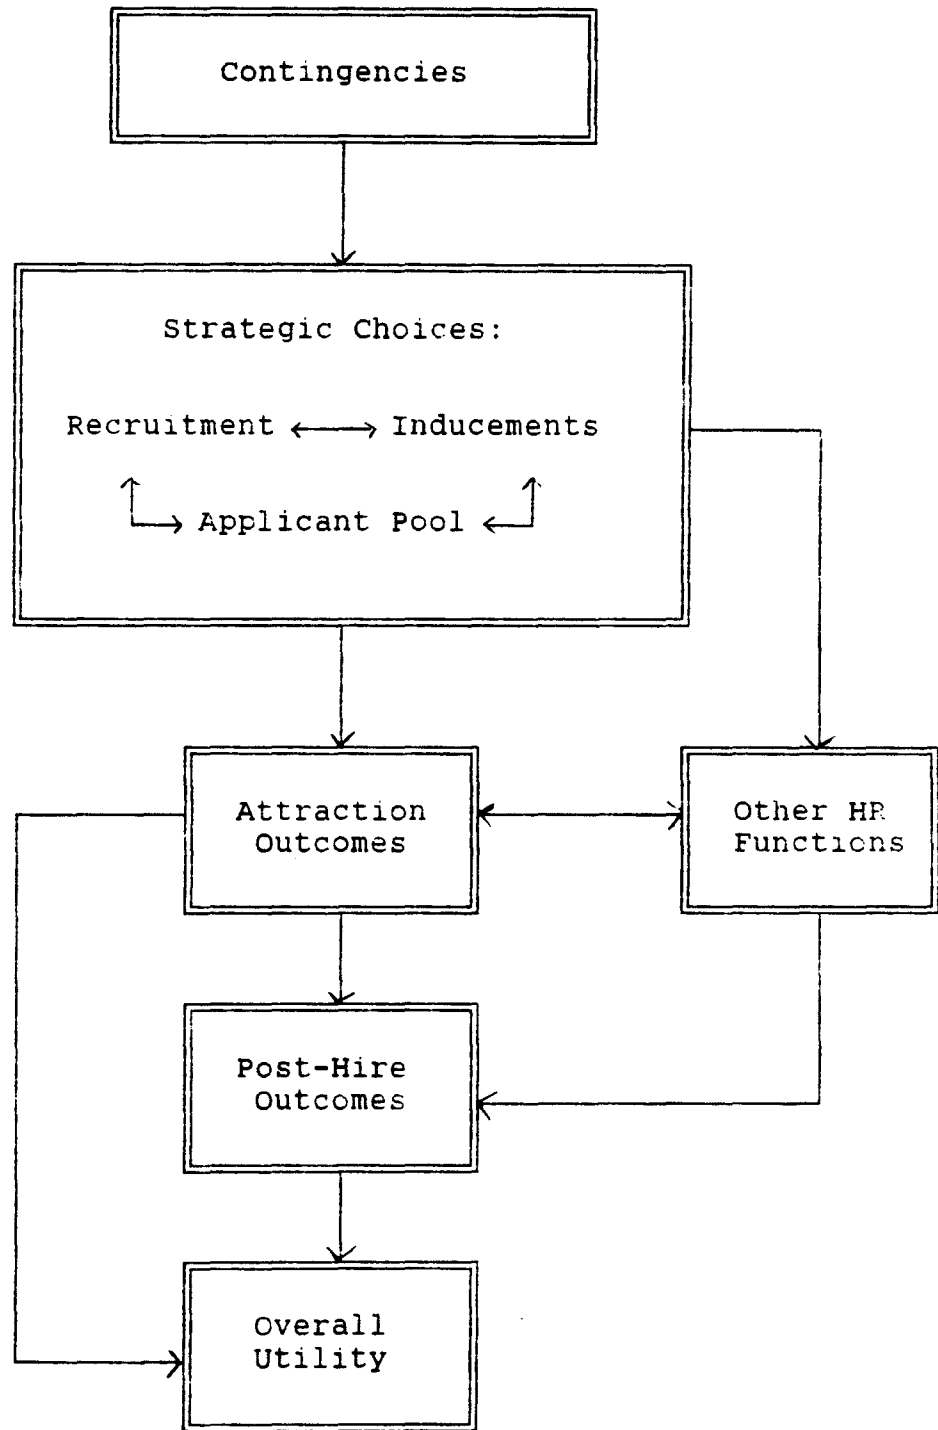 Contingencies
Strategic Choices:
Recruitment ⟷ Inducements
Applicant Pool
Attraction
Outcomes
Other HR
Functions
Post-Hire
Outcomes
Overall
Utility